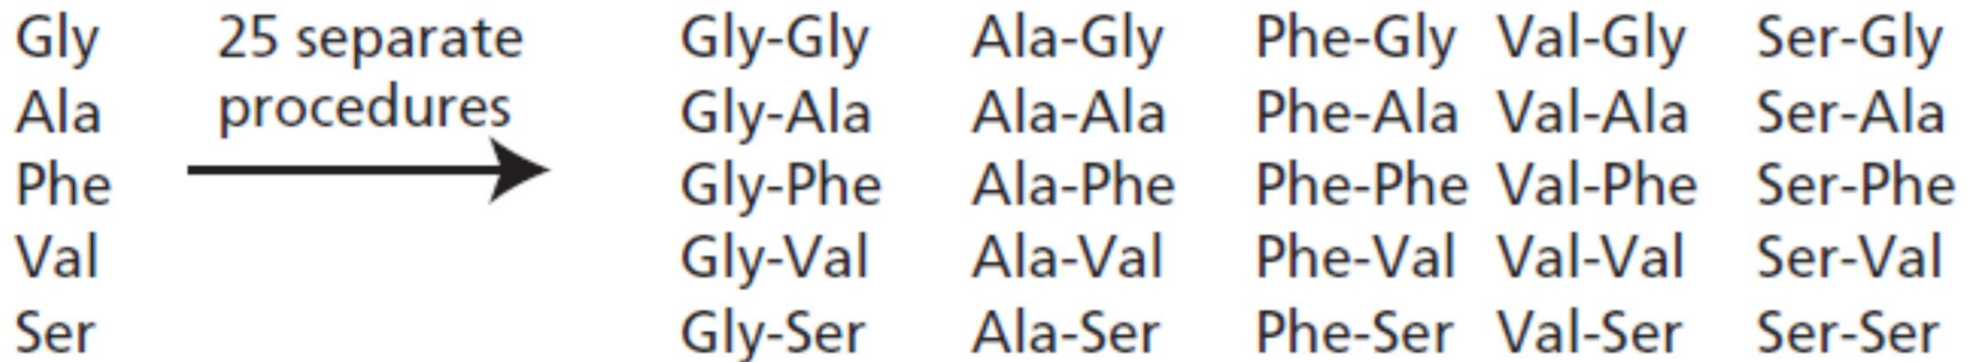 Gly 25 separate Gly-Gly Ala-Gly Phe-Gly Val-Gly Ser-Gly
Ala procedures Gly-Ala Ala-Ala Phe-Ala Val-Ala Ser-Ala
Phe Gly-Phe Ala-Phe Phe-Phe Val-Phe Ser-Phe
Val Gly-Val Ala-Val Phe-Val Val-Val Ser-Val
Ser Gly-Ser Ala-Ser Phe-Ser Val-Ser Ser-Ser